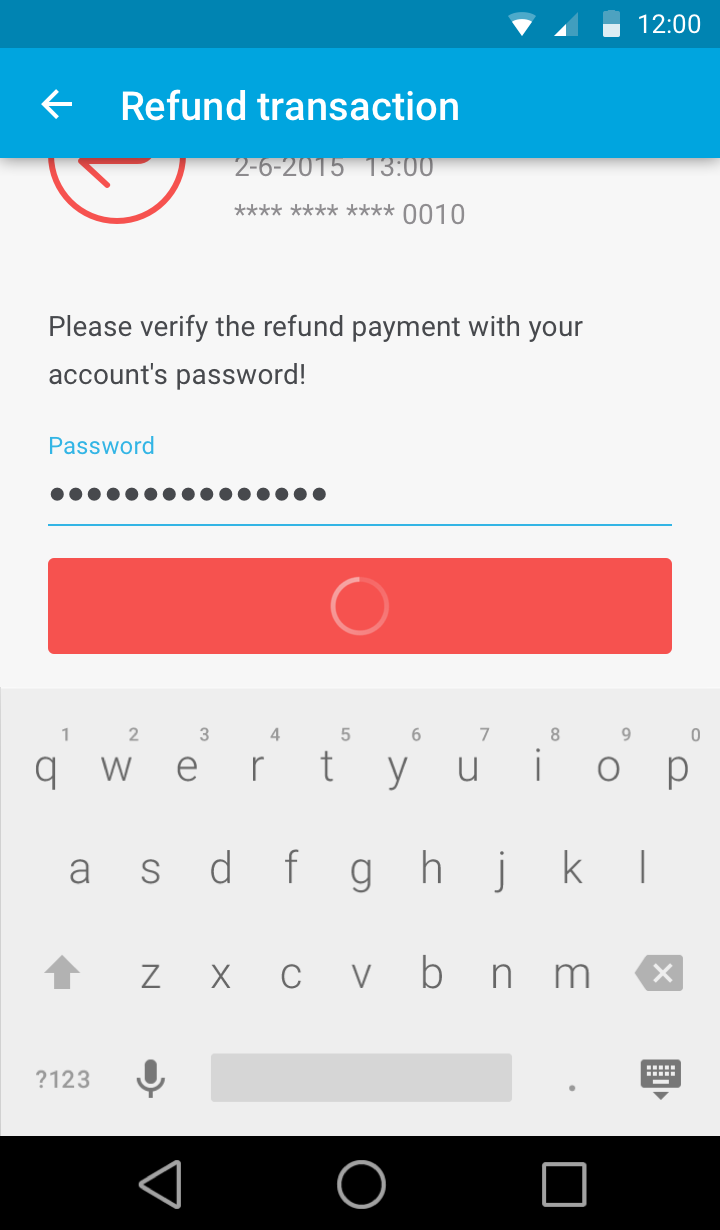 12:00
Refund transaction
2-6-2015 13:00
**** **** **** 0010
Please verify the refund payment with your
account's password!
Password
●●●●●●●●●●●●●●●
1 2 3 4 5 6 7 8 9 0
q w e r t y u i o p
a s d f g h j k l
z x c v b n m
?123 .